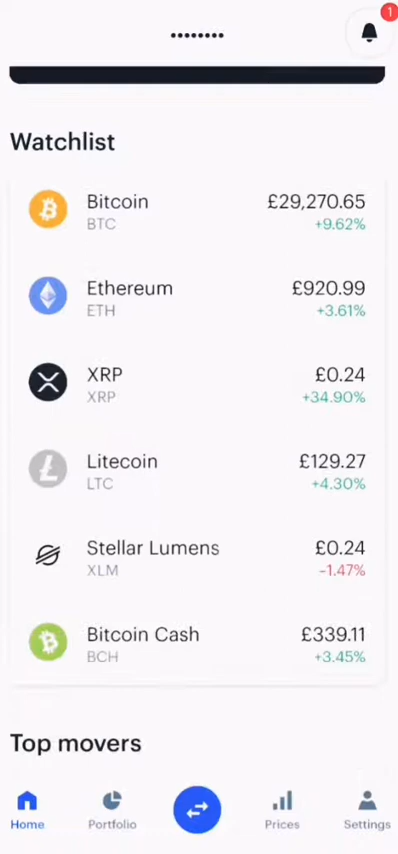 1
••••••••
Watchlist
Bitcoin £29,270.65
BTC +9.62%
Ethereum £920.99
ETH +3.61%
XRP £0.24
XRP +34.90%
Litecoin £129.27
LTC +4.30%
Stellar Lumens £0.24
XLM -1.47%
Bitcoin Cash £339.11
BCH +3.45%
Top movers
Home Portfolio Prices Settings